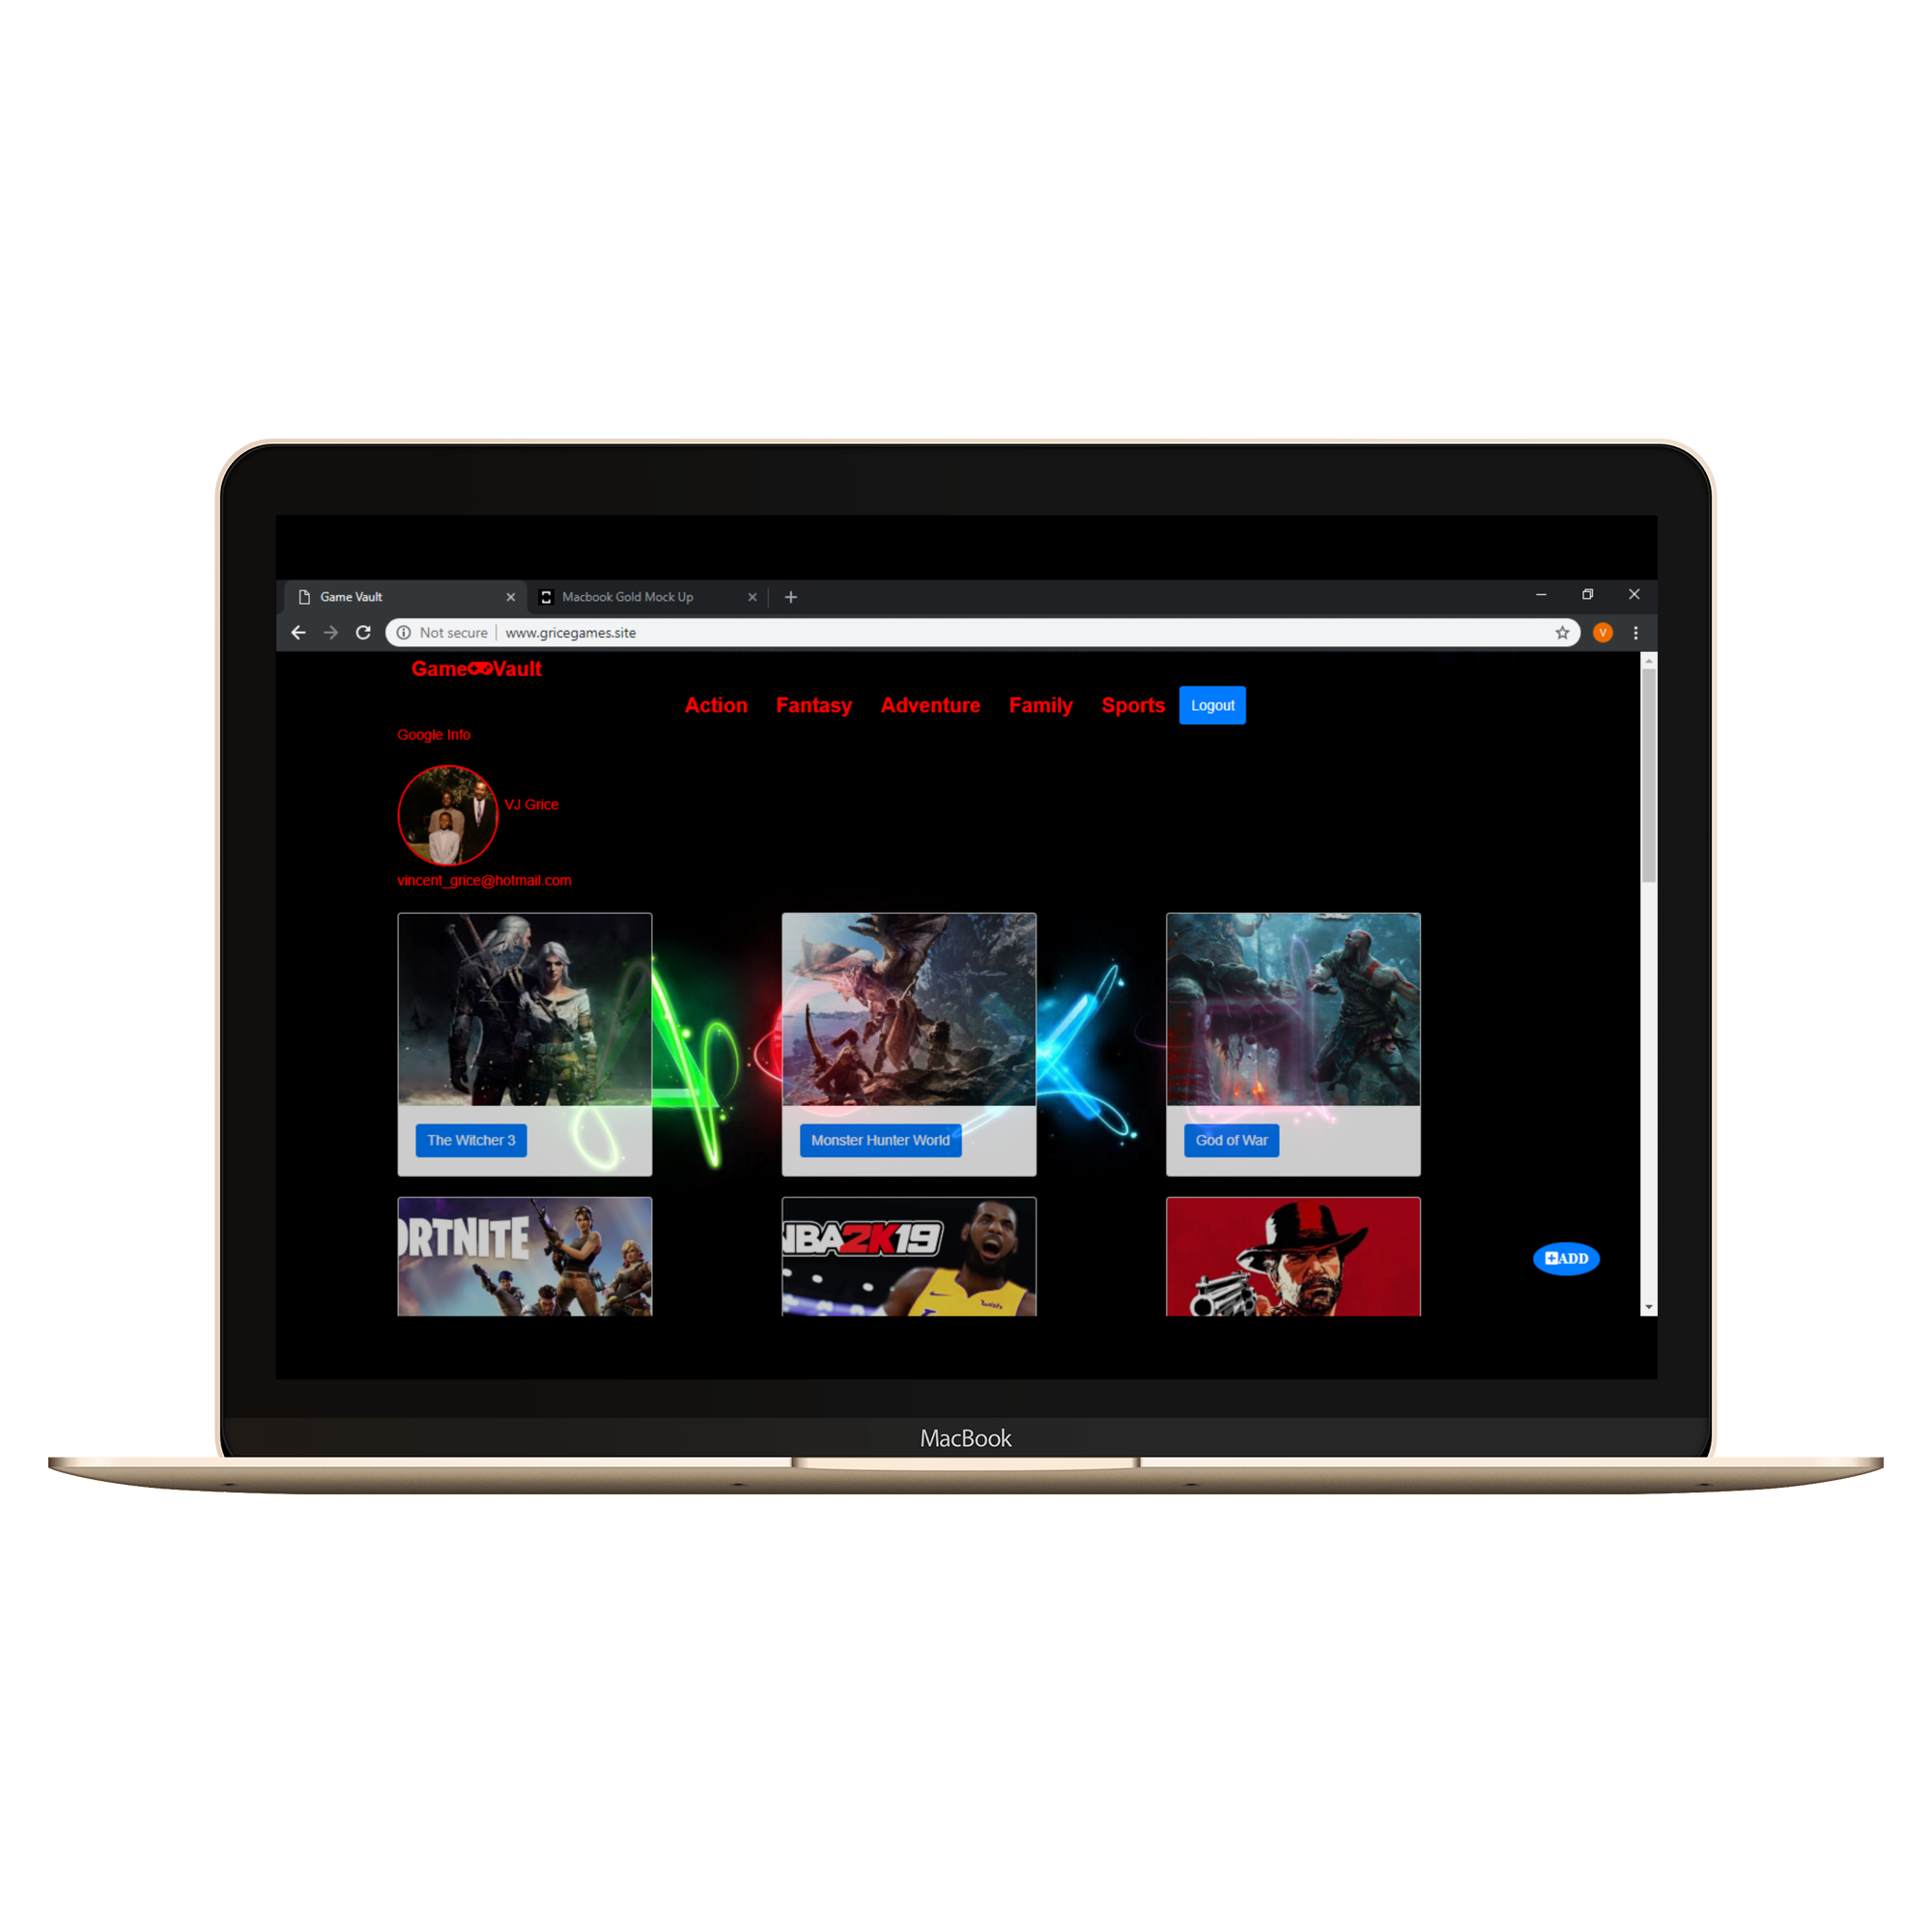 Game Vault
Macbook Gold Mock Up
Not secure
www.gricegames.site
V
Game Vault
Action Fantasy Adventure Family Sports Logout
Google Info
VJ Grice
vincent_grice@hotmail.com
The Witcher 3
Monster Hunter World
God of War
ORTNITE
NBA2K19
ADD
MacBook